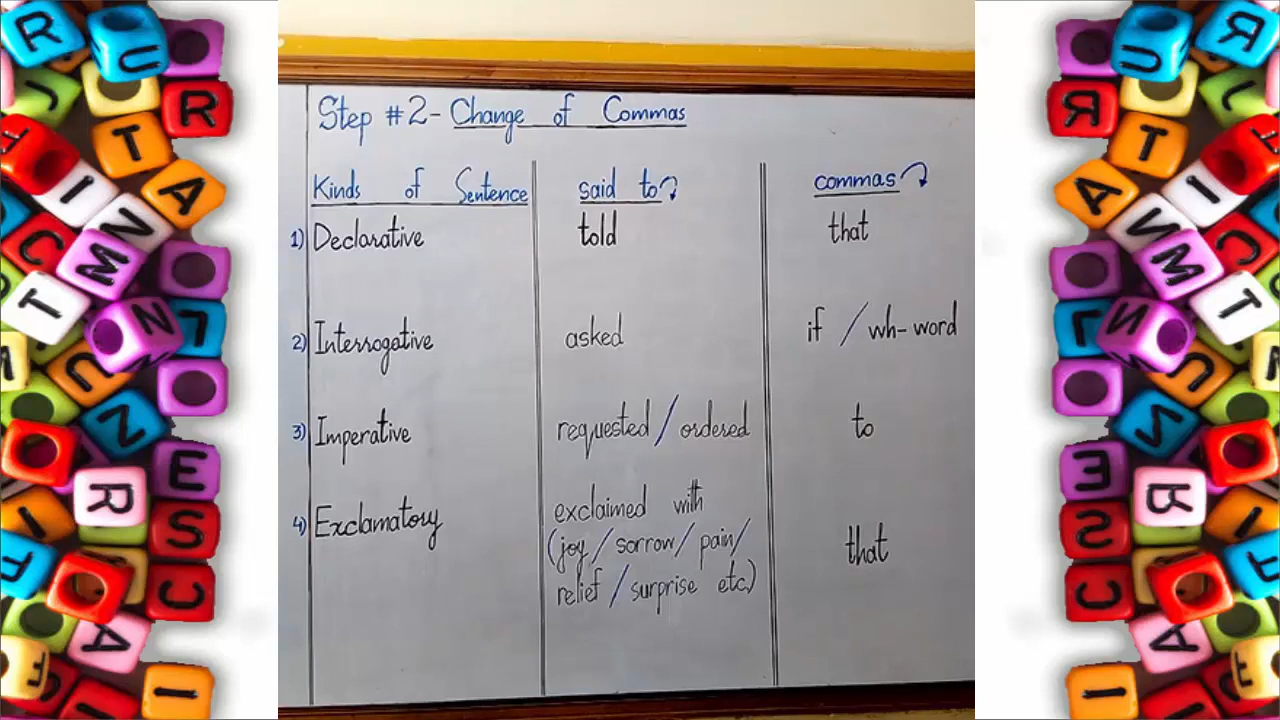 Step #2- Change of Commas
Kinds of Sentence said to commas
1) Declarative told that
2) Interrogative asked if / wh-word
3) Imperative requested / ordered to
4) Exclamatory exclaimed with
(joy / sorrow / pain/ that
relief / surprise etc.)